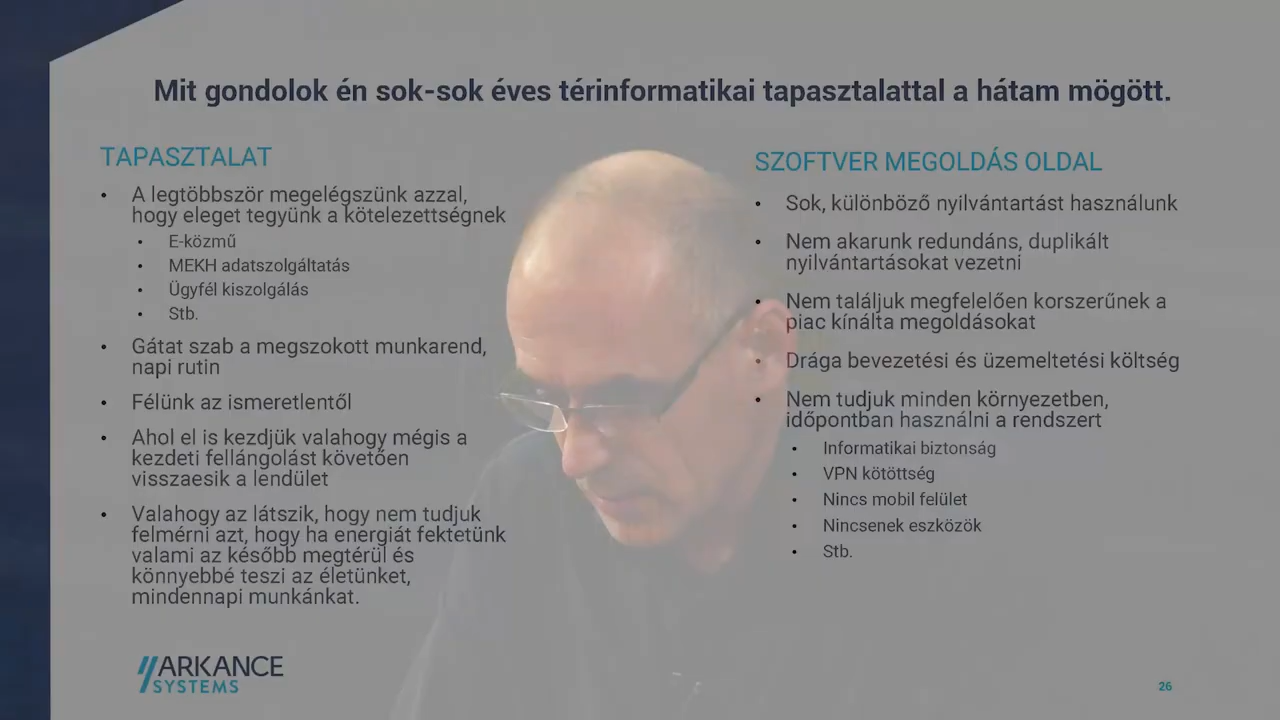 Mit gondolok én sok-sok éves térinformatikai tapasztalattal a hátam mögött.
TAPASZTALAT
• A legtöbbször megelégszünk azzal,
hogy eleget tegyünk a kötelezettségnek
• E-közmű
• MEKH adatszolgáltatás
• Ügyfél kiszolgálás
• Stb.
• Gátat szab a megszokott munkarend,
napi rutin
• Félünk az ismeretlentől
• Ahol el is kezdjük valahogy mégis a
kezdeti fellángolást követően
visszaesik a lendület
• Valahogy az látszik, hogy nem tudjuk
felmérni azt, hogy ha energiát fektetünk
valami az később megtérül és
könnyebbé teszi az életünket,
mindennapi munkánkat.
SZOFTVER MEGOLDÁS OLDAL
• Sok, különböző nyilvántartást használunk
• Nem akarunk redundáns, duplikált
nyilvántartásokat vezetni
• Nem találjuk megfelelően korszerűnek a
piac kínálta megoldásokat
• Drága bevezetési és üzemeltetési költség
• Nem tudjuk minden környezetben,
időpontban használni a rendszert
• Informatikai biztonság
• VPN kötöttség
• Nincs mobil felület
• Nincsenek eszközök
• Stb.
ARKANCE
SYSTEMS
26